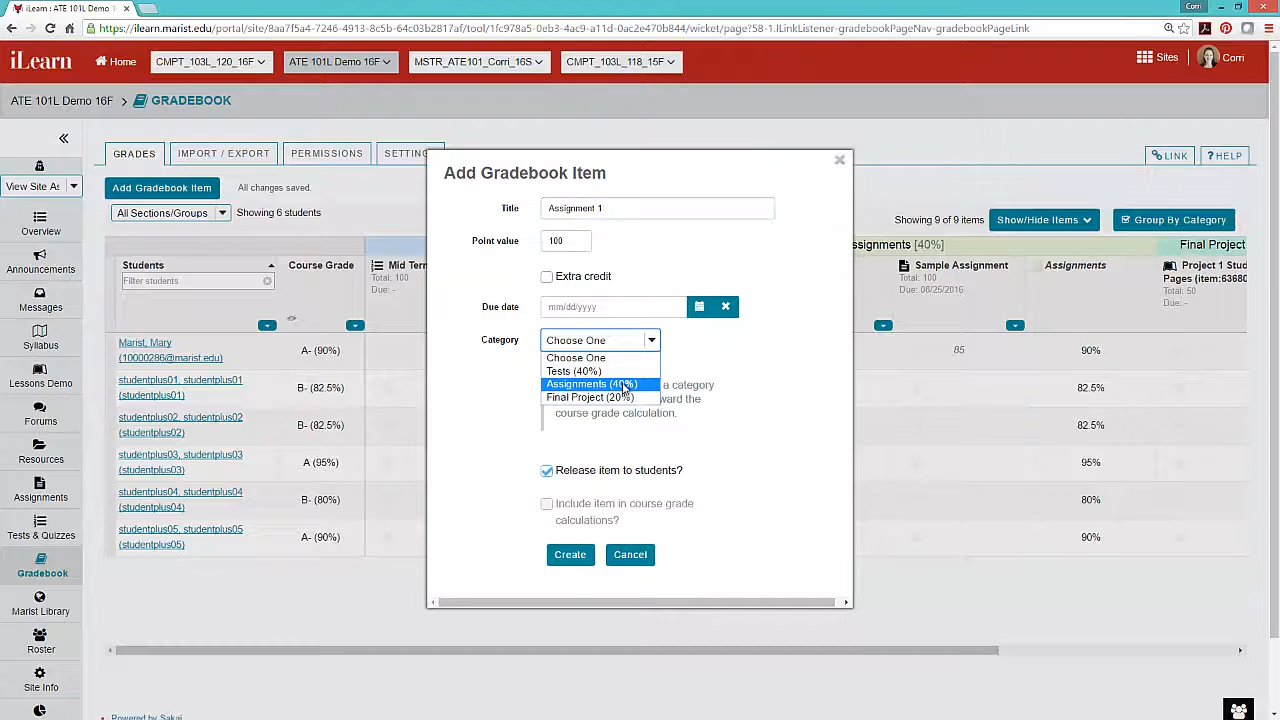 iLearn : ATE 101L Demo 16F
Corri
https://ilearn.marist.edu/portal/site/8aa7f5a4-7246-4913-8c5b-64c03b2817af/tool/1fc978a5-0eb3-4ac9-a11d-0ac2e470b844/wicket/page?58-1.ILinkListener-gradebookPageNav-gradebookPageLink
iLearn
Home
CMPT_103L_120_16F
ATE 101L Demo 16F
MSTR_ATE101_Corri_16S
CMPT_103L_118_15F
Sites
Corri
ATE 101L Demo 16F > GRADEBOOK
GRADES
IMPORT / EXPORT
PERMISSIONS
SETTING
LINK
? HELP
View Site As
Overview
Announcements
Messages
Syllabus
Lessons Demo
Forums
Resources
Assignments
Tests & Quizzes
Gradebook
Marist Library
Roster
Site Info
Add Gradebook Item
All changes saved.
All Sections/Groups
Showing 6 students
Showing 9 of 9 items
Show/Hide Items
Group By Category
ssignments [40%]
Final Project
Students
Filter students
Course Grade
Mid Term
Total: 100
Due: -
Sample Assignment
Total: 100
Due: 08/25/2016
Assignments
Project 1 Stud
Pages (item:63680
Total: 50
Due: -
Marist, Mary
(10000286@marist.edu)
A- (90%)
85
90%
studentplus01, studentplus01
(studentplus01)
B- (82.5%)
82.5%
studentplus02, studentplus02
(studentplus02)
B- (82.5%)
82.5%
studentplus03, studentplus03
(studentplus03)
A (95%)
95%
studentplus04, studentplus04
(studentplus04)
B- (80%)
80%
studentplus05, studentplus05
(studentplus05)
A- (90%)
90%
Add Gradebook Item
Title
Assignment 1
Point value
100
Extra credit
Due date
mm/dd/yyyy
Category
Choose One
Choose One
Tests (40%)
Assignments (40%)
Final Project (20%)
a category
ward the
course grade calculation.
Release item to students?
Include item in course grade
calculations?
Create
Cancel
Powered by Sakai